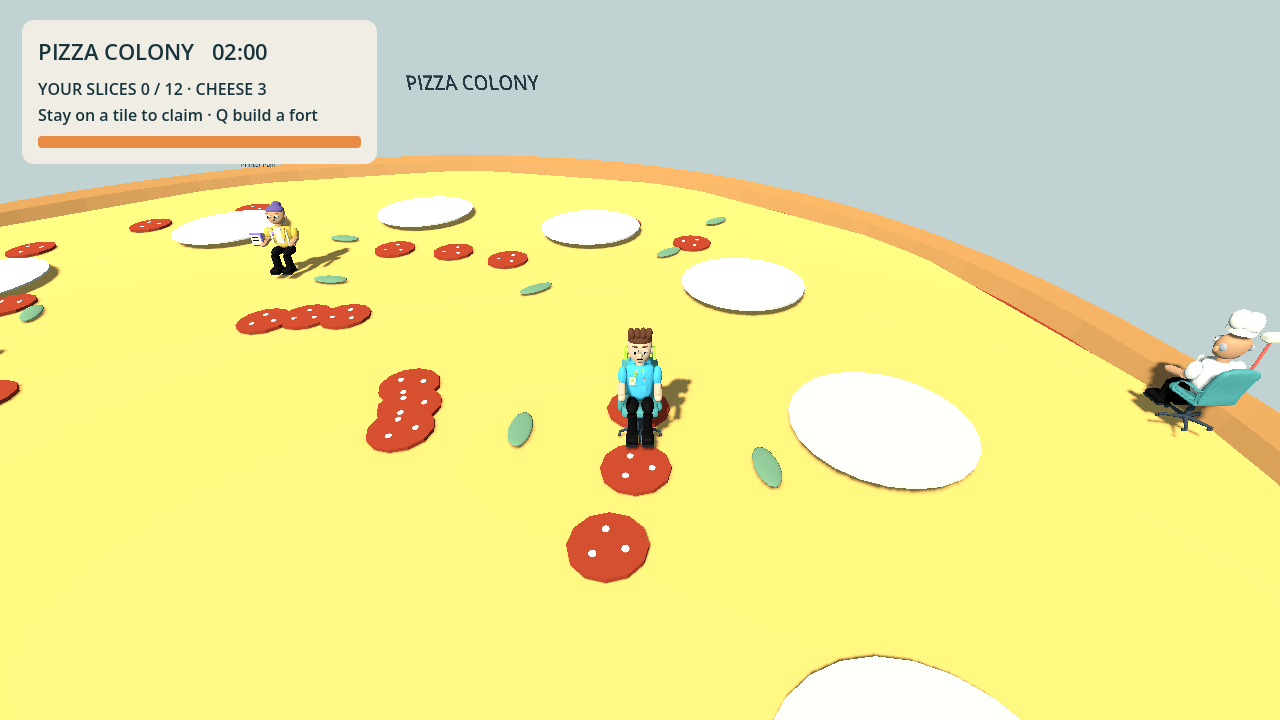 PIZZA COLONY 02:00
YOUR SLICES 0 / 12 · CHEESE 3
Stay on a tile to claim · Q build a fort
PIZZA COLONY